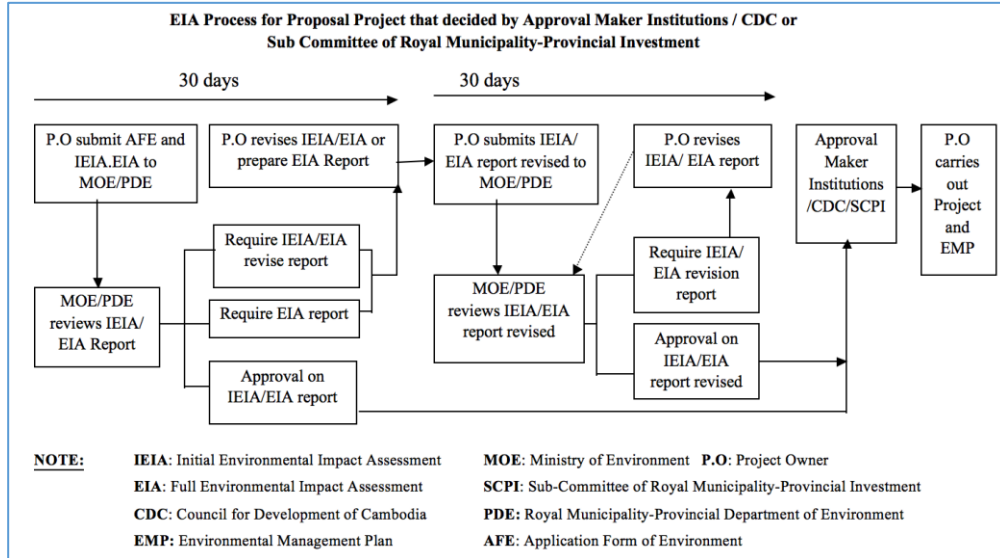 EIA Process for Proposal Project that decided by Approval Maker Institutions / CDC or
Sub Committee of Royal Municipality-Provincial Investment
30 days
30 days
P.O submit AFE and
IEIA.EIA to
MOE/PDE
P.O revises IEIA/EIA or
prepare EIA Report
P.O submits IEIA/
EIA report revised to
MOE/PDE
P.O revises
IEIA/ EIA report
Approval
Maker
Institutions
/CDC/SCPI
P.O
carries
out
Project
and
EMP
Require IEIA/EIA
revise report
Require EIA report
MOE/PDE
reviews IEIA/
EIA Report
Approval on
IEIA/EIA report
MOE/PDE
reviews IEIA/EIA
report revised
Require IEIA/
EIA revision
report
Approval on
IEIA/EIA
report revised
NOTE:
IEIA: Initial Environmental Impact Assessment
MOE: Ministry of Environment P.O: Project Owner
EIA: Full Environmental Impact Assessment
SCPI: Sub-Committee of Royal Municipality-Provincial Investment
CDC: Council for Development of Cambodia
PDE: Royal Municipality-Provincial Department of Environment
EMP: Environmental Management Plan
AFE: Application Form of Environment